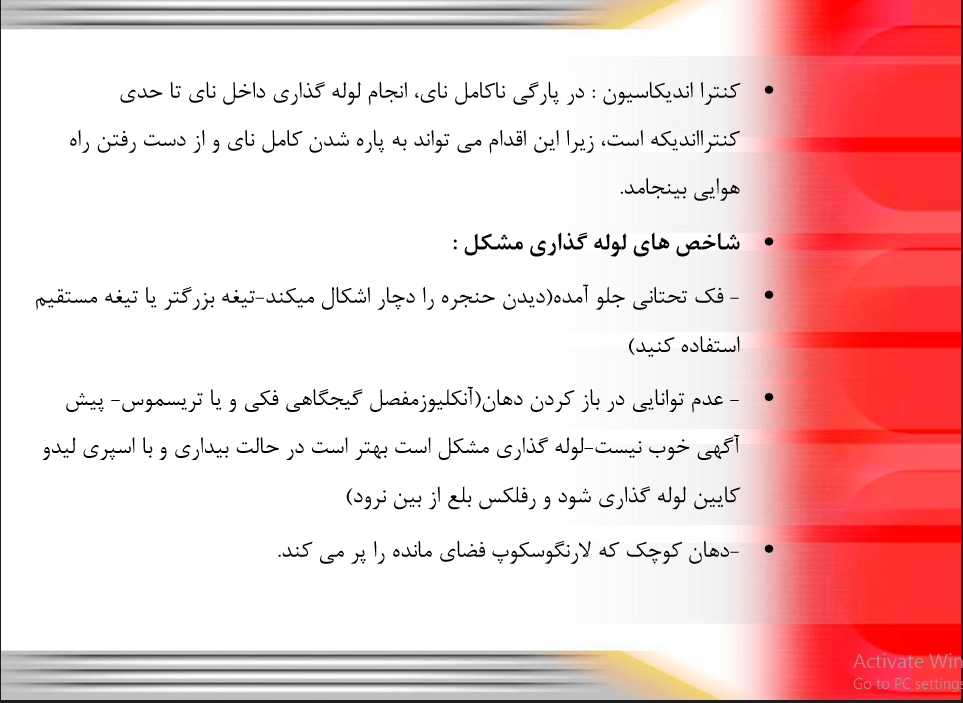 • کنترا اندیکاسیون : در پارگی ناکامل نای، انجام لوله گذاری داخل نای تا حدی
کنترااندیکه است، زیرا این اقدام می تواند به پاره شدن کامل نای و از دست رفتن راه
هوایی بینجامد.
• شاخص های لوله گذاری مشکل :
• - فک تحتانی جلو آمده(دیدن حنجره را دچار اشکال میکند-تیغه بزرگتر یا تیغه مستقیم
استفاده کنید)
• - عدم توانایی در باز کردن دهان(آنکلیوزمفصل گیجگاهی فکی و یا تریسموس- پیش
آگهی خوب نیست-لوله گذاری مشکل است بهتر است در حالت بیداری و با اسپری لیدو
کایین لوله گذاری شود و رفلکس بلع از بین نرود)
• -دهان کوچک که لارنگوسکوپ فضای مانده را پر می کند.
Activate Win
Go to PC settings